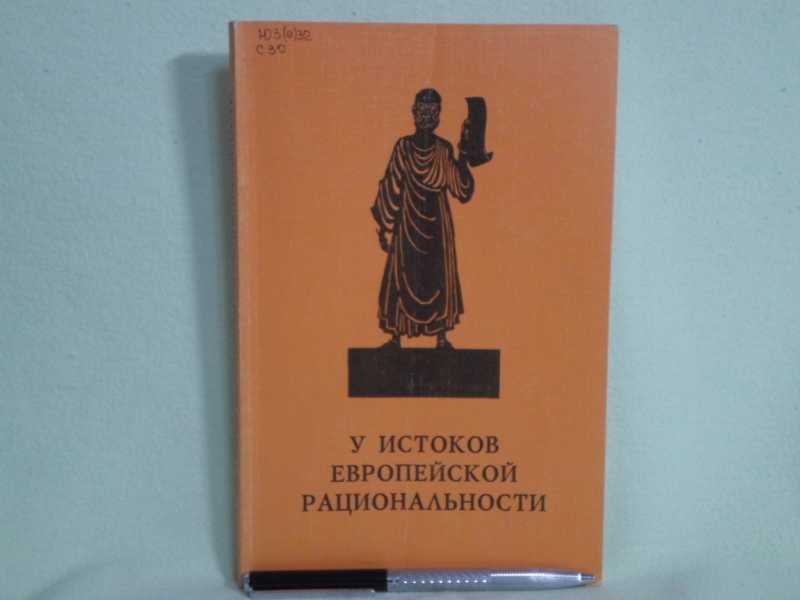 Ю3(0)32
С30
У ИСТОКОВ
ЕВРОПЕЙСКОЙ
РАЦИОНАЛЬНОСТИ